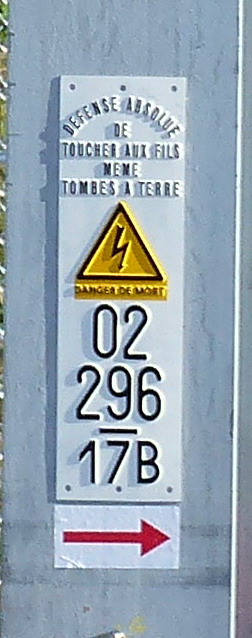 DEFENSE ABSOLUE
DE
TOUCHER AUX FILS
MEME
TOMBES A TERRE
DANGER DE MORT
02
296
17B